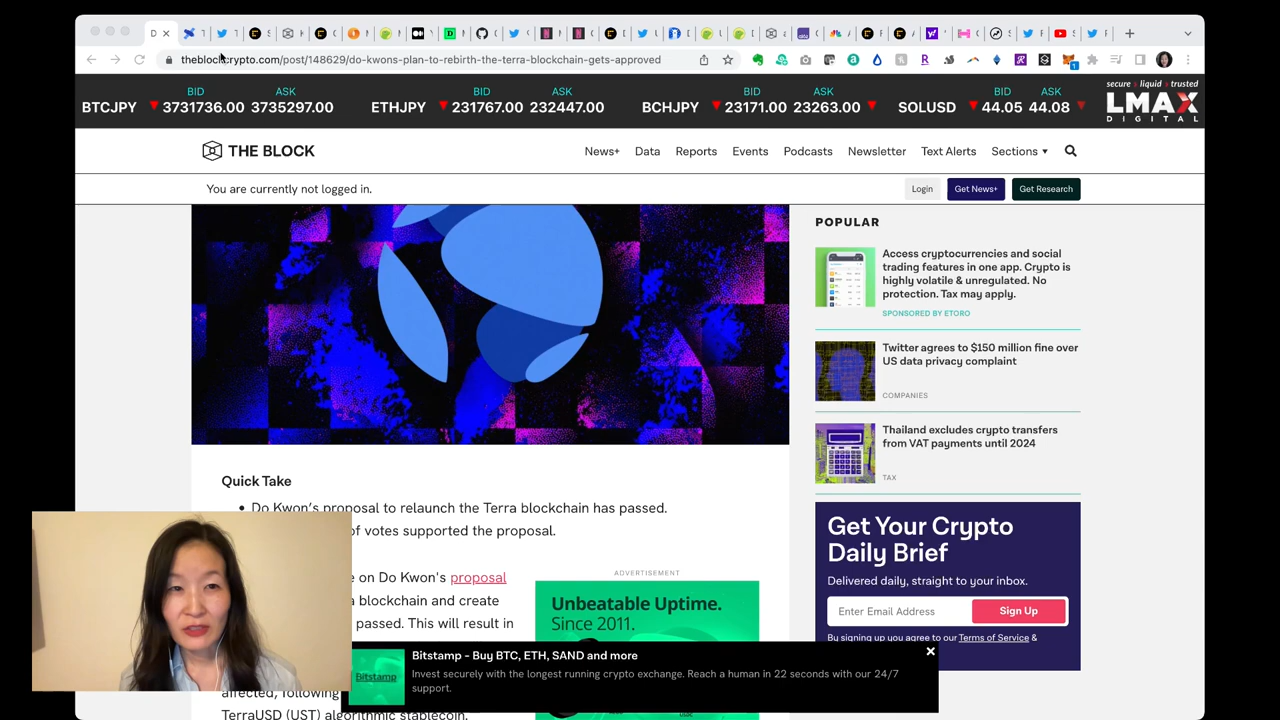 D
theblockcrypto.com/post/148629/do-kwons-plan-to-rebirth-the-terra-blockchain-gets-approved
BID ASK
BTCJPY 3731736.00 3735297.00
BID ASK
ETHJPY 231767.00 232447.00
BID ASK
BCHJPY 23171.00 23263.00
BID ASK
SOLUSD 44.05 44.08
secure liquid trusted
LMAX
DIGITAL
THE BLOCK
News+ Data Reports Events Podcasts Newsletter Text Alerts Sections
You are currently not logged in.
Login Get News+ Get Research
Quick Take
• Do Kwon's proposal to relaunch the Terra blockchain has passed.
of votes supported the proposal.
e on Do Kwon's proposal
a blockchain and create
passed. This will result in
affected, following
TerraUSD (UST) algorithmic stablecoin.
ADVERTISEMENT
Unbeatable Uptime.
Since 2011.
POPULAR
Access cryptocurrencies and social
trading features in one app. Crypto is
highly volatile & unregulated. No
protection. Tax may apply.
SPONSORED BY ETORO
Twitter agrees to $150 million fine over
US data privacy complaint
COMPANIES
Thailand excludes crypto transfers
from VAT payments until 2024
TAX
Get Your Crypto
Daily Brief
Delivered daily, straight to your inbox.
Enter Email Address Sign Up
By signing up you agree to our Terms of Service &
Bitstamp
Bitstamp - Buy BTC, ETH, SAND and more
Invest securely with the longest running crypto exchange. Reach a human in 22 seconds with our 24/7
support.